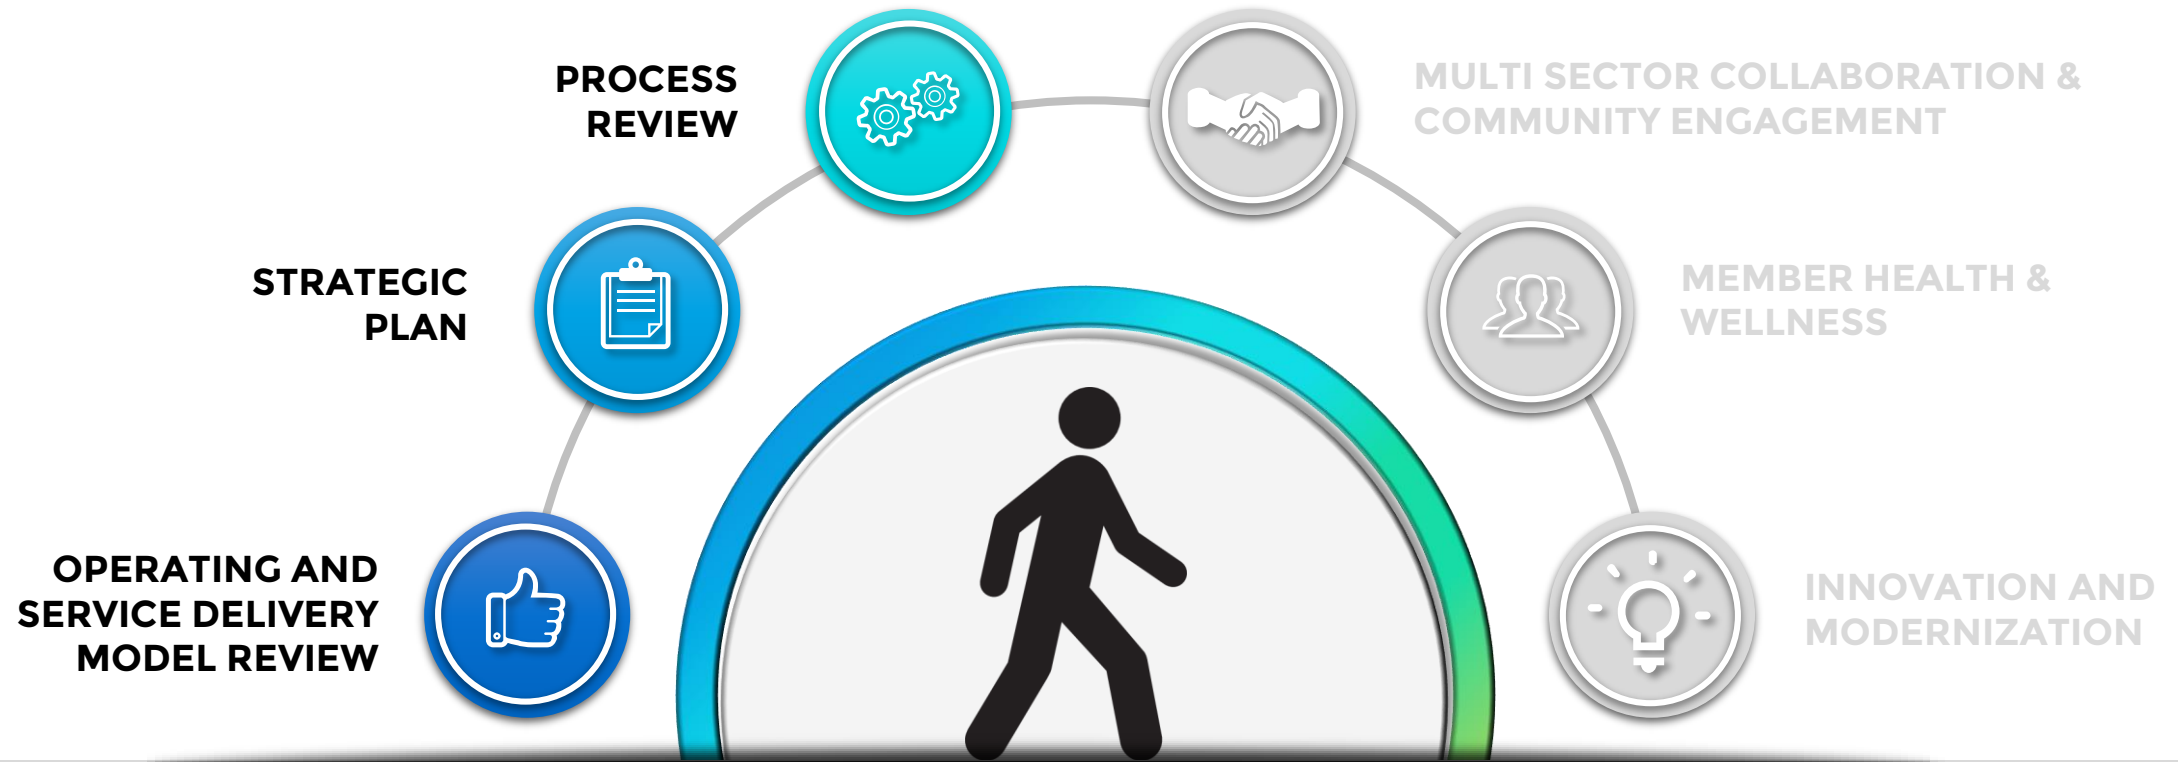 PROCESS
REVIEW
MULTI SECTOR COLLABORATION &
COMMUNITY ENGAGEMENT
STRATEGIC
PLAN
MEMBER HEALTH &
WELLNESS
OPERATING AND
SERVICE DELIVERY
MODEL REVIEW
INNOVATION AND
MODERNIZATION